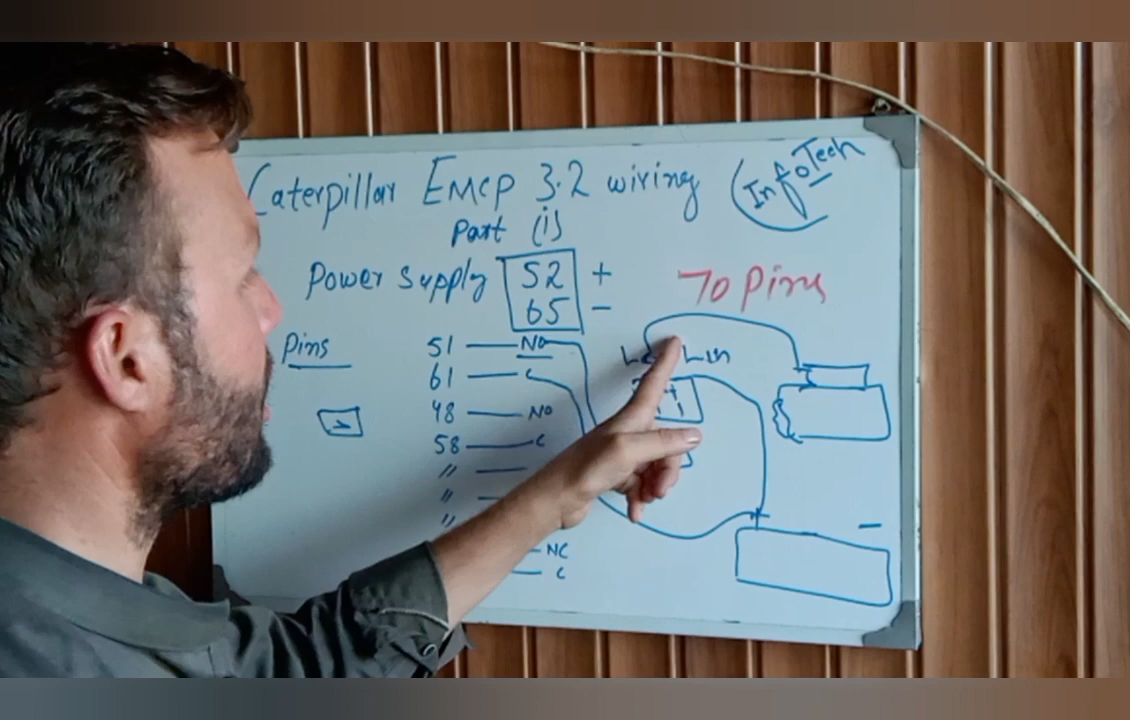 Caterpillar EMCP 3.2 wiring (InfoTech
Part (i)
Power Supply 52 +
65 -
70 Pins
Pins
51 — NO
61 — C
48 — NO
58 — C
" —
" —
"
— NC
— C